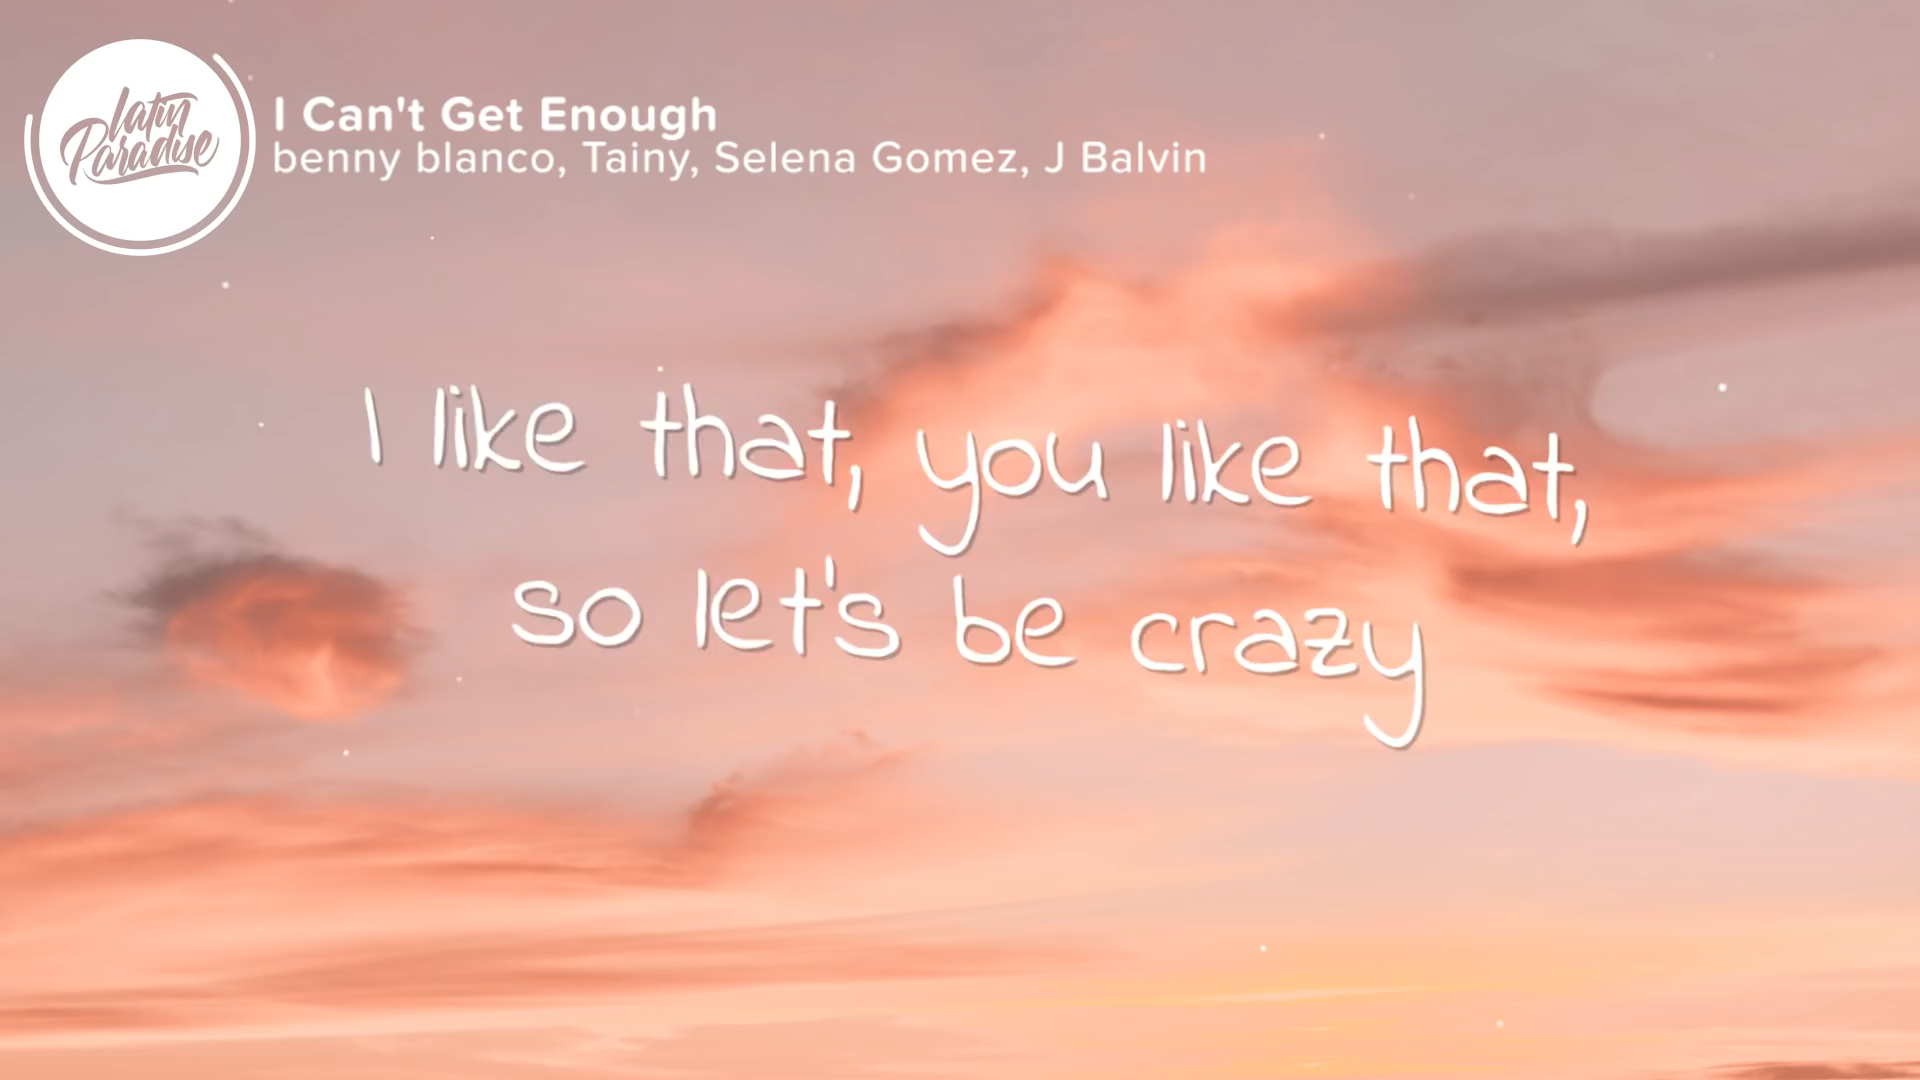 latin
Paradise
I Can't Get Enough
benny blanco, Tainy, Selena Gomez, J Balvin
I like that, you like that,
so let's be crazy